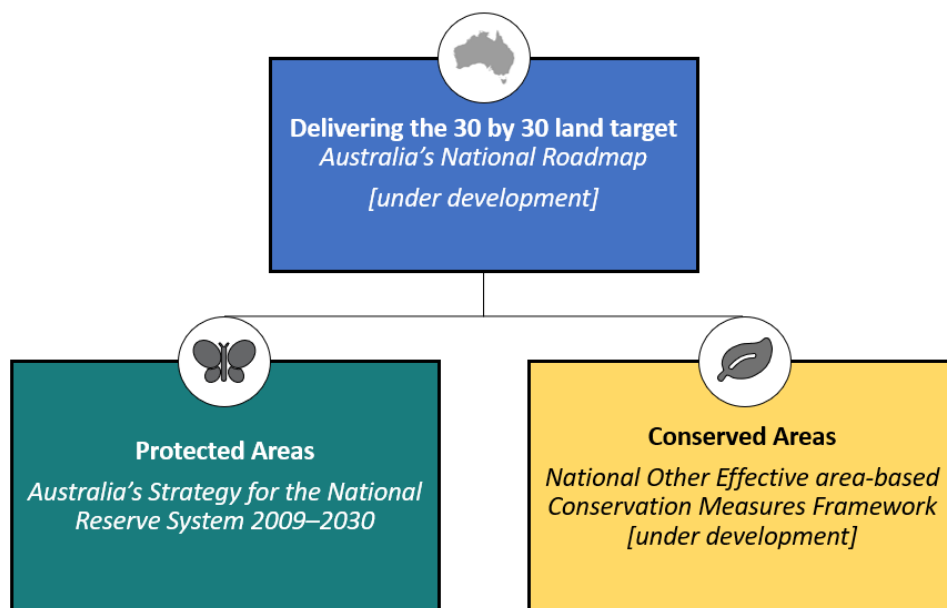 Delivering the 30 by 30 land target
Australia’s National Roadmap
[under development]
Protected Areas
Australia’s Strategy for the National
Reserve System 2009–2030
Conserved Areas
National Other Effective area-based
Conservation Measures Framework
[under development]